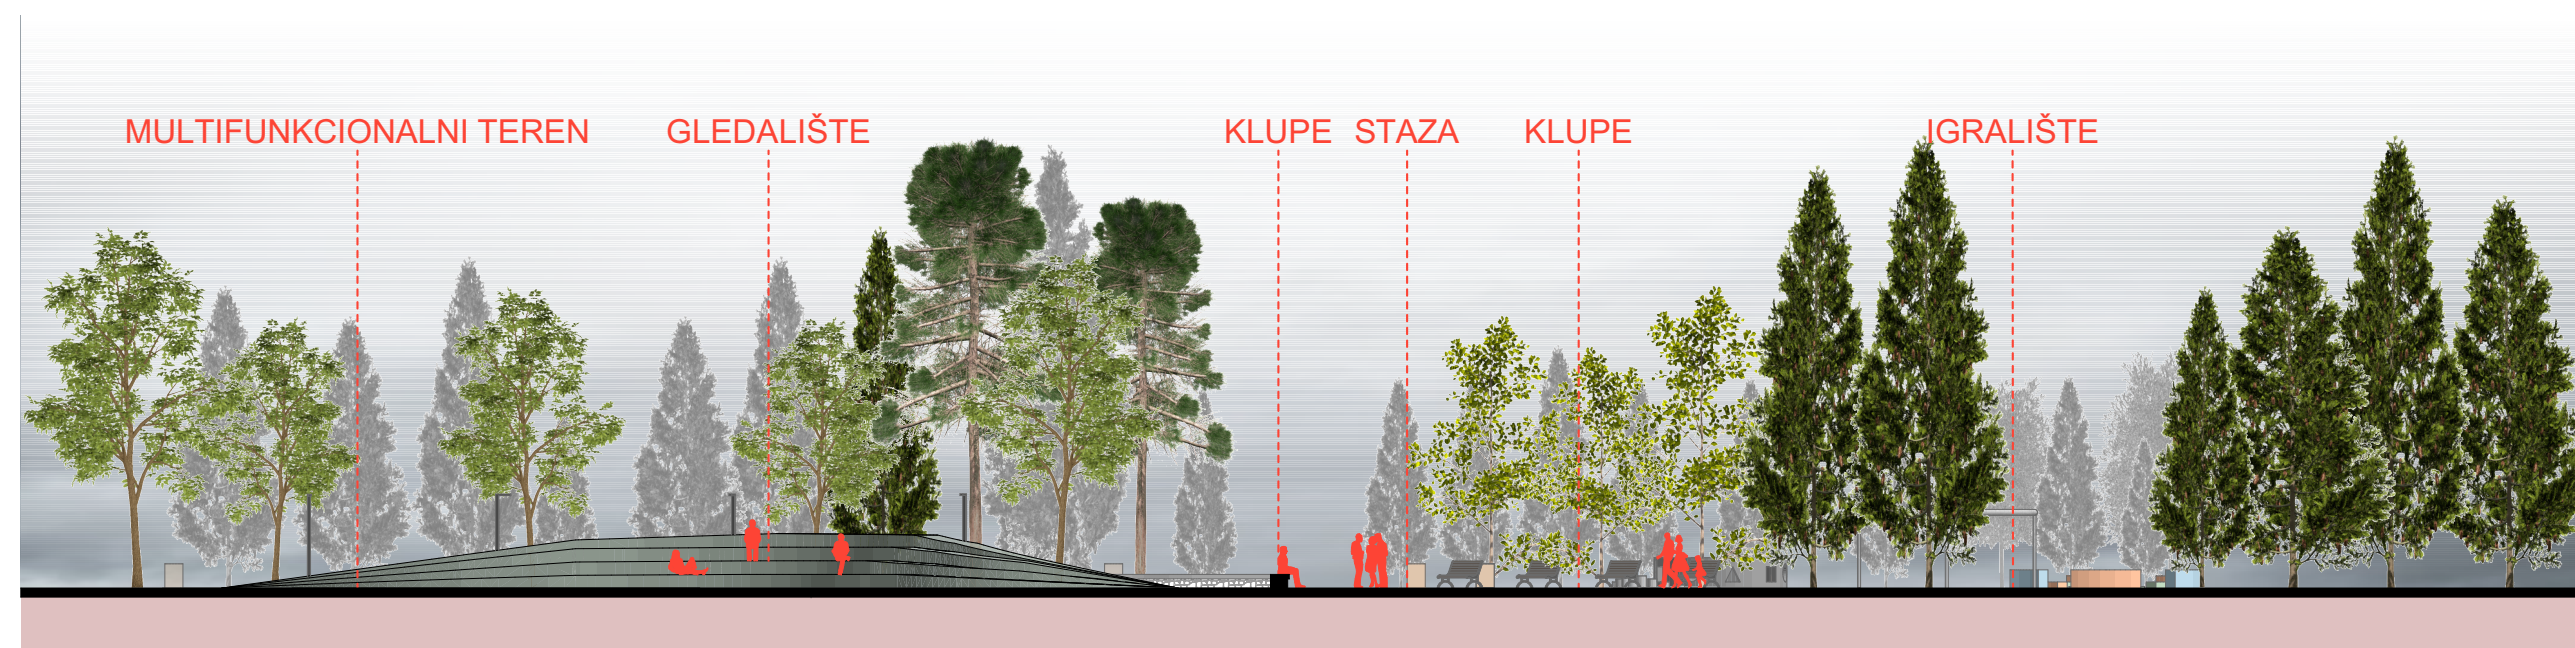 MULTIFUNKCIONALNI TEREN
GLEDALIŠTE
KLUPE
STAZA
KLUPE
IGRALIŠTE